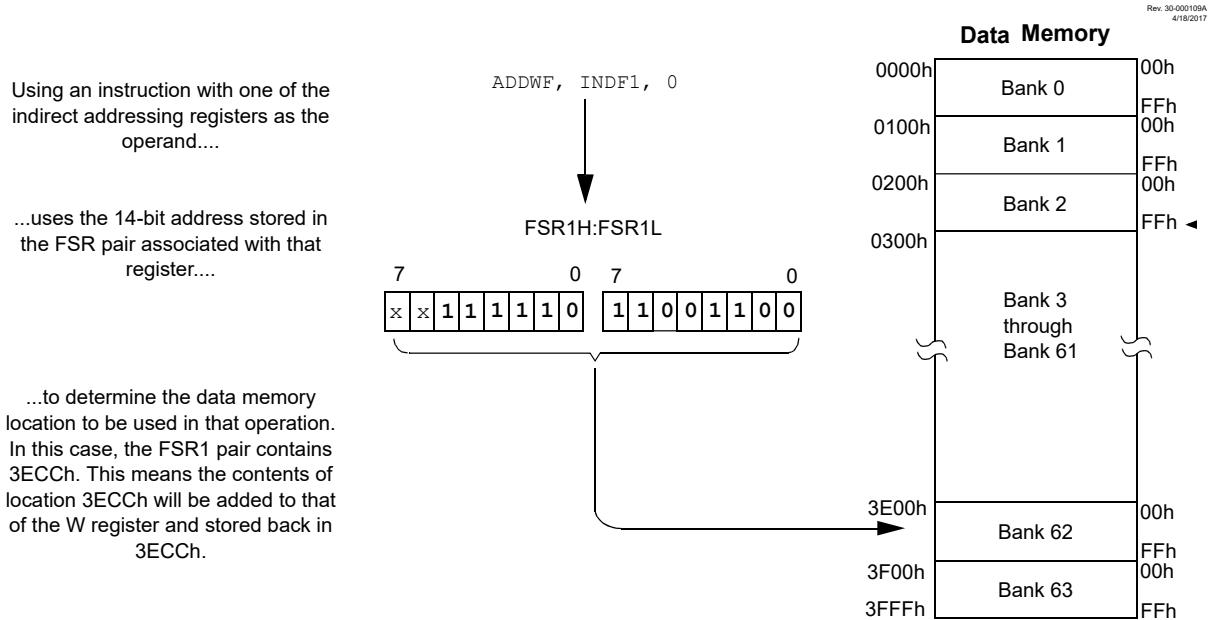 Rev. 30-000109A
4/18/2017
Data Memory
Using an instruction with one of the
indirect addressing registers as the
operand....
ADDWF, INDF1, 0
...uses the 14-bit address stored in
the FSR pair associated with that
register....
FSR1H:FSR1L
7 0 7 0
x x 1 1 1 1 1 0 1 1 0 0 1 1 0 0
...to determine the data memory
location to be used in that operation.
In this case, the FSR1 pair contains
3ECCh. This means the contents of
location 3ECCh will be added to that
of the W register and stored back in
3ECCh.
0000h 00h
Bank 0
FFh
0100h 00h
Bank 1
FFh
0200h 00h
Bank 2
FFh
0300h
Bank 3
through
Bank 61
3E00h 00h
Bank 62
FFh
3F00h 00h
Bank 63
3FFFh FFh